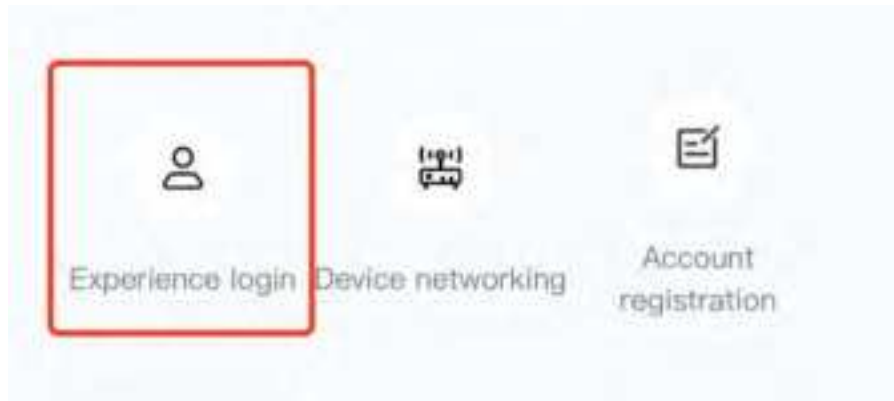 Experience login
Device networking
Account
registration